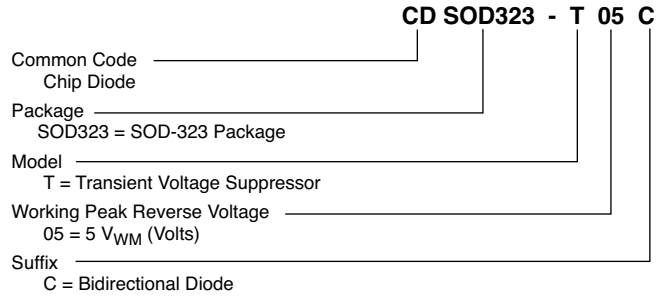 CD SOD323 - T 05 C
Common Code
Chip Diode
Package
SOD323 = SOD-323 Package
Model
T = Transient Voltage Suppressor
Working Peak Reverse Voltage
05 = 5 VWM (Volts)
Suffix
C = Bidirectional Diode